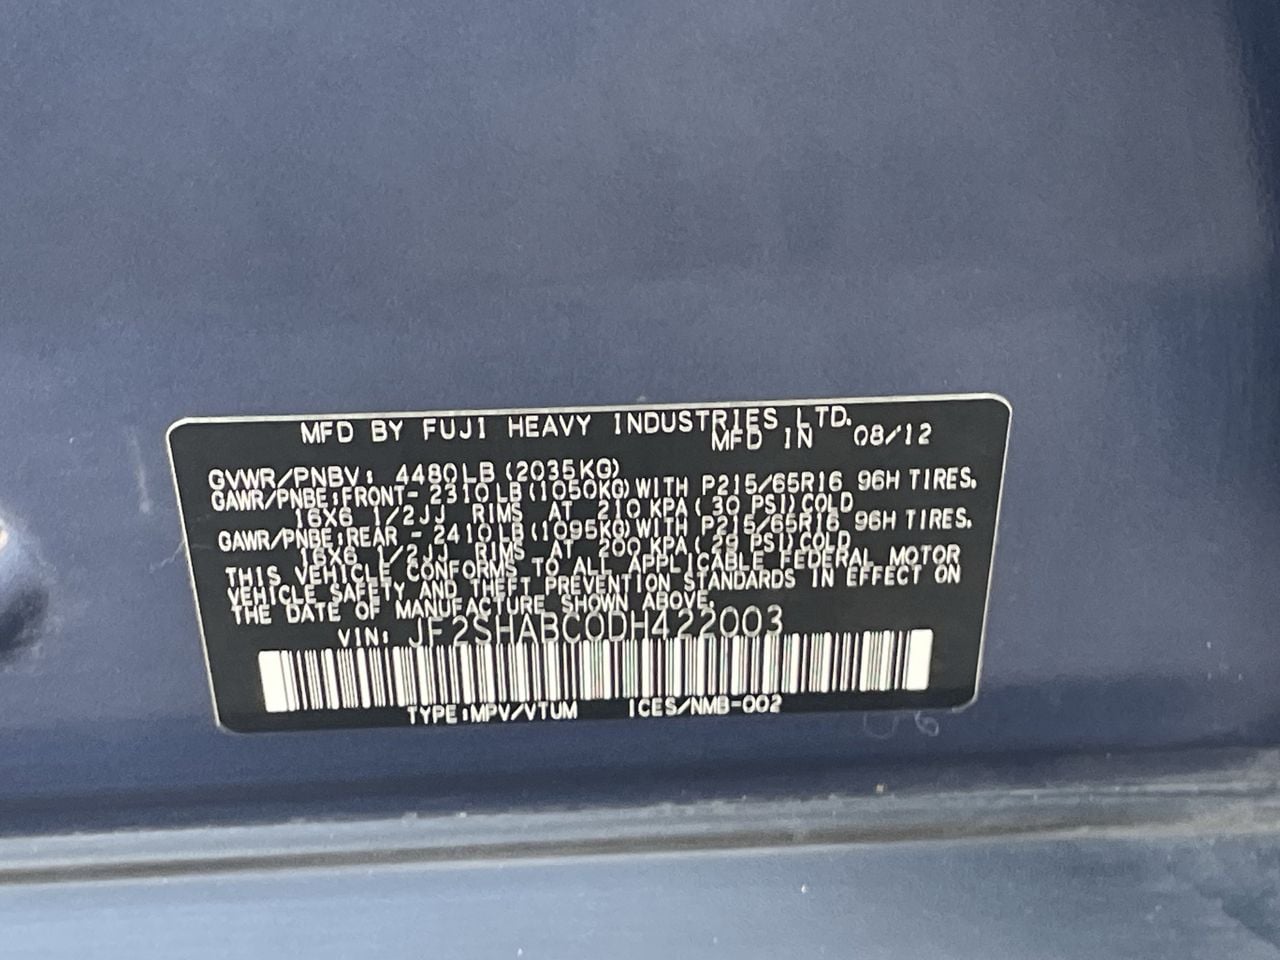 MFD BY FUJI HEAVY INDUSTRIES LTD.
MFD IN 08/12
GVWR/PNBV: 4480LB(2035KG)
GAWR/PNBE:FRONT- 2310LB(1050KG)WITH P215/65R16 96H TIRES.
16X6 1/2JJ RIMS AT 210 KPA(30 PSI)COLD
GAWR/PNBE:REAR - 2410LB(1095KG)WITH P215/65R16 96H TIRES.
16X6 1/2JJ RIMS AT 200 KPA(29 PSI)COLD
THIS VEHICLE CONFORMS TO ALL APPLICABLE FEDERAL MOTOR
VEHICLE SAFETY AND THEFT PREVENTION STANDARDS IN EFFECT ON
THE DATE OF MANUFACTURE SHOWN ABOVE.
VIN: JF2SHABC0DH422003
TYPE:MPV/VTUM ICES/NMB-002